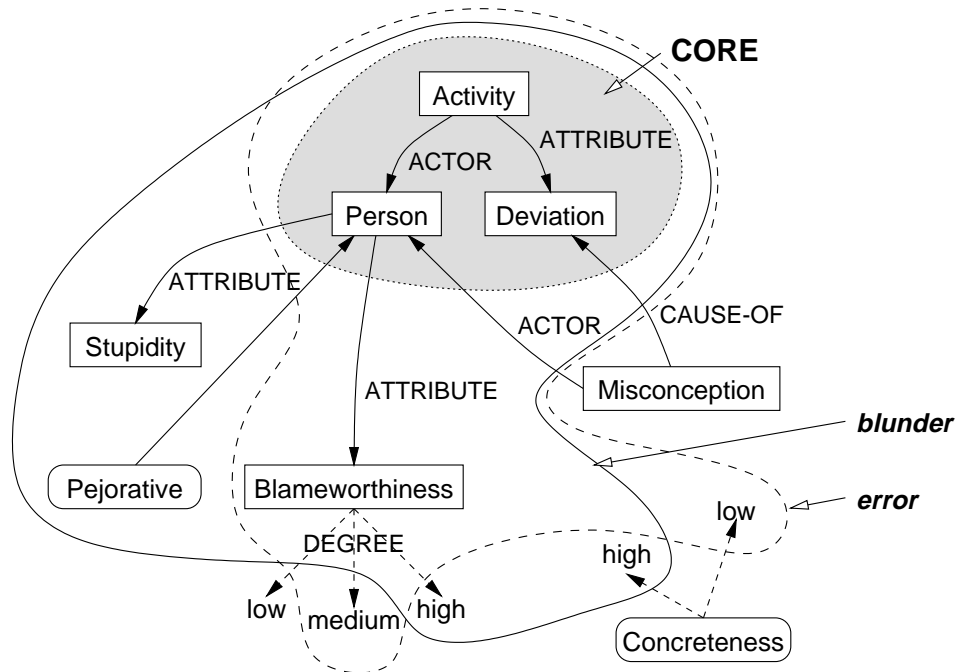 CORE
Activity
ATTRIBUTE
ACTOR
Person
Deviation
ATTRIBUTE
CAUSE-OF
ACTOR
Stupidity
Misconception
ATTRIBUTE
blunder
Pejorative
Blameworthiness
error
low
DEGREE
high
low
medium
high
Concreteness